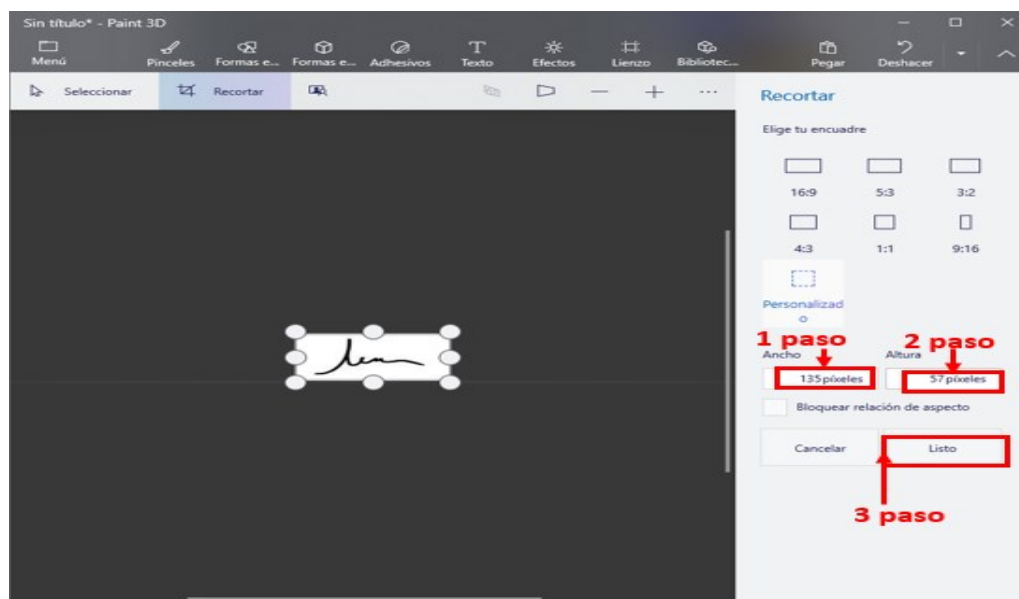 Sin título* - Paint 3D
Menú Pinceles Formas e... Formas e... Adhesivos Texto Efectos Lienzo Bibliotec... Pegar Deshacer
Seleccionar Recortar
Recortar
Elige tu encuadre
16:9 5:3 3:2
4:3 1:1 9:16
Personalizad
o
1 paso 2 paso
Ancho Altura
135 píxeles 57 píxeles
Bloquear relación de aspecto
Cancelar Listo
3 paso